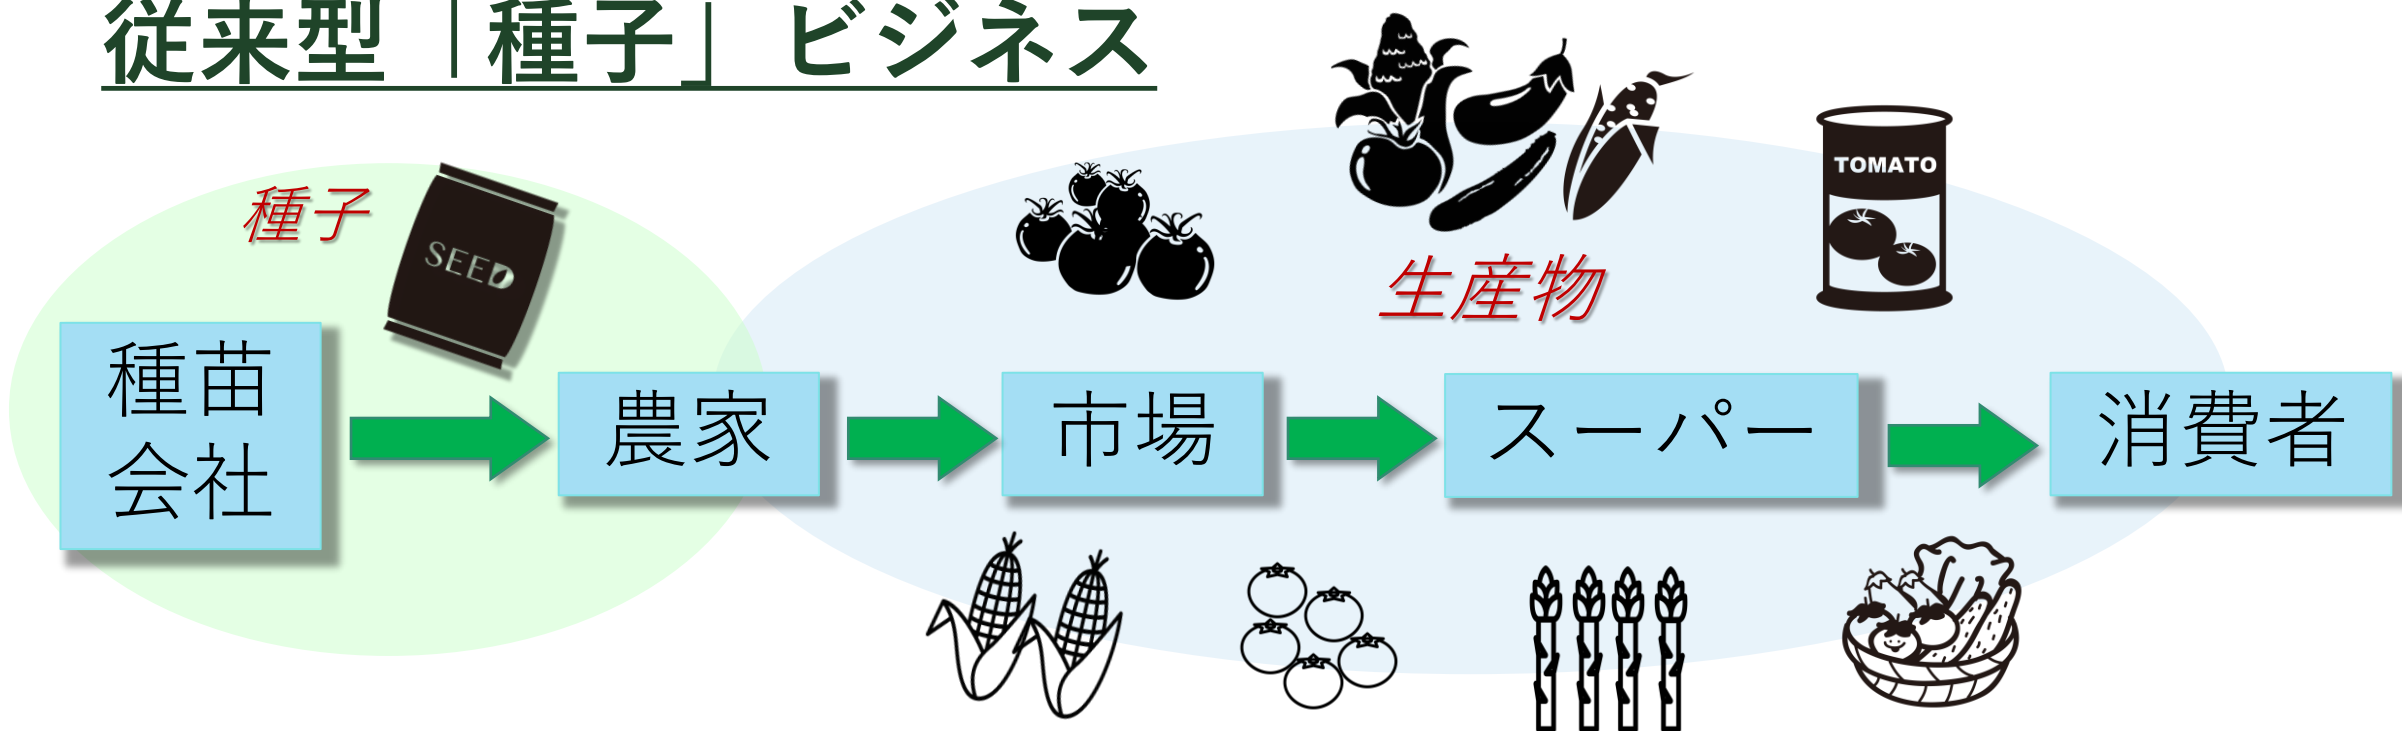 従来型「種子」ビジネス
種子
SEED
生産物
TOMATO
種苗
会社
農家
市場
スーパー
消費者